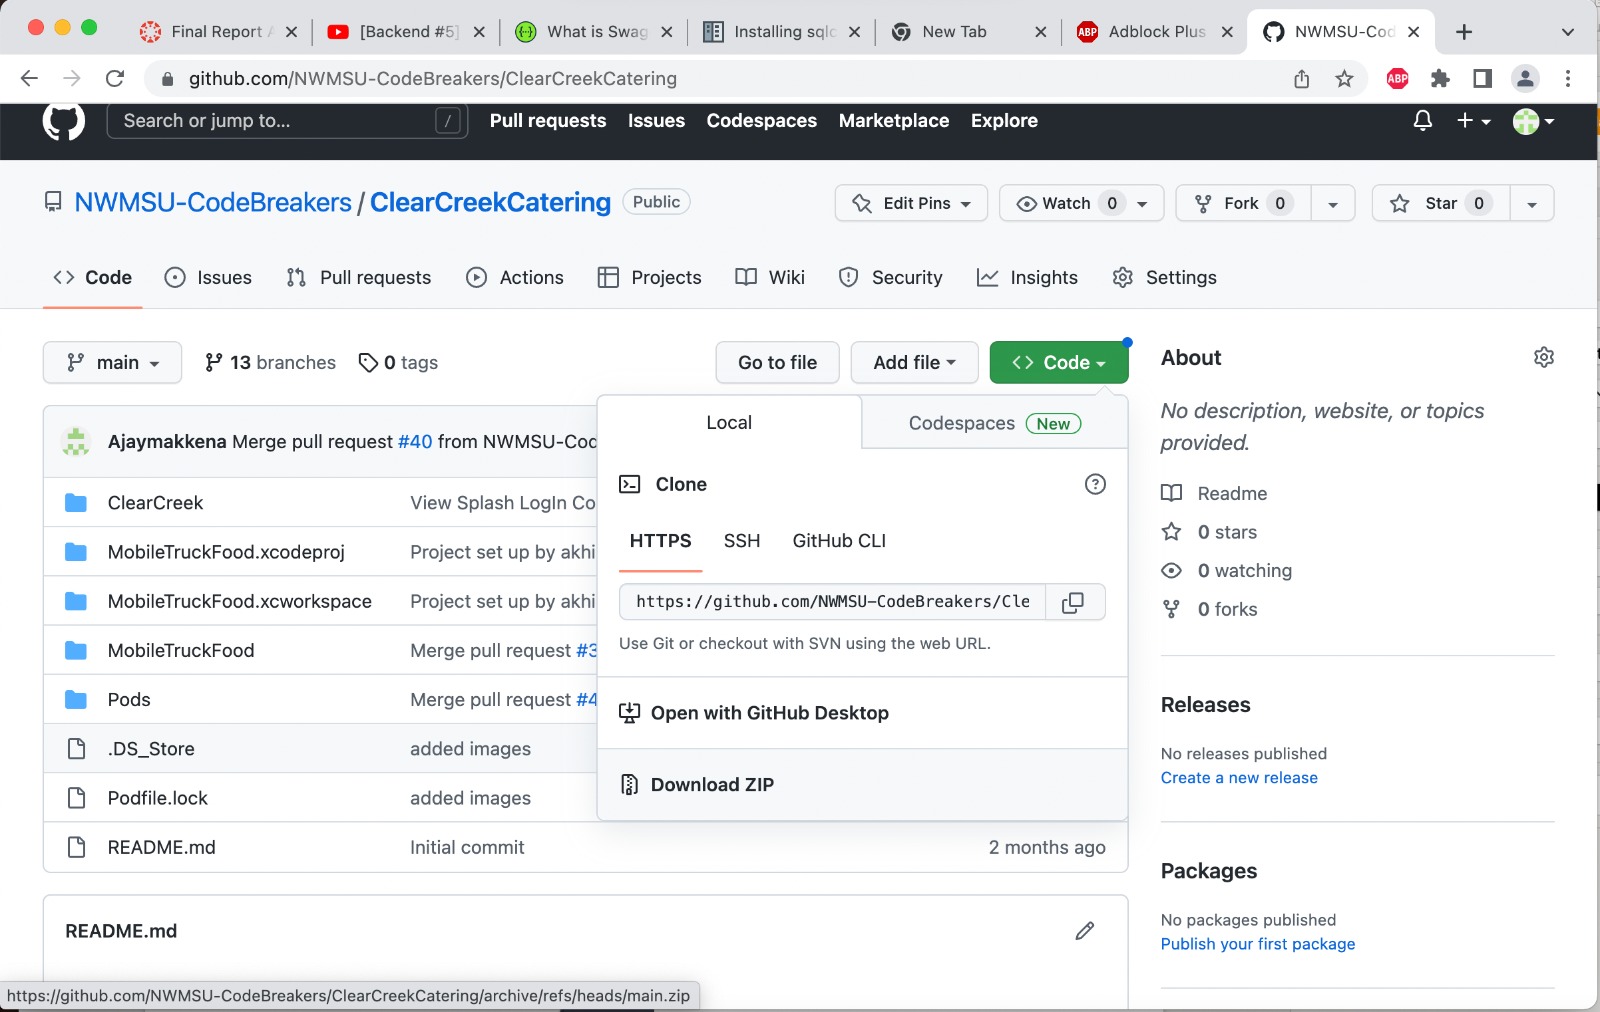 Final Report A
[Backend #5]
What is Swag
Installing sqlc
New Tab
ABP Adblock Plus
NWMSU-Cod
github.com/NWMSU-CodeBreakers/ClearCreekCatering
ABP
Search or jump to... /
Pull requests Issues Codespaces Marketplace Explore
NWMSU-CodeBreakers / ClearCreekCatering Public
Edit Pins Watch 0 Fork 0 Star 0
Code Issues Pull requests Actions Projects Wiki Security Insights Settings
main 13 branches 0 tags
Go to file Add file Code
Ajaymakkena Merge pull request #40 from NWMSU-Cod
ClearCreek View Splash LogIn Co
MobileTruckFood.xcodeproj Project set up by akhi
MobileTruckFood.xcworkspace Project set up by akhi
MobileTruckFood Merge pull request #3
Pods Merge pull request #4
.DS_Store added images
Podfile.lock added images
README.md Initial commit 2 months ago
Local Codespaces New
Clone
HTTPS SSH GitHub CLI
https://github.com/NWMSU-CodeBreakers/Cle
Use Git or checkout with SVN using the web URL.
Open with GitHub Desktop
Download ZIP
README.md
About
No description, website, or topics
provided.
Readme
0 stars
0 watching
0 forks
Releases
No releases published
Create a new release
Packages
No packages published
Publish your first package
https://github.com/NWMSU-CodeBreakers/ClearCreekCatering/archive/refs/heads/main.zip